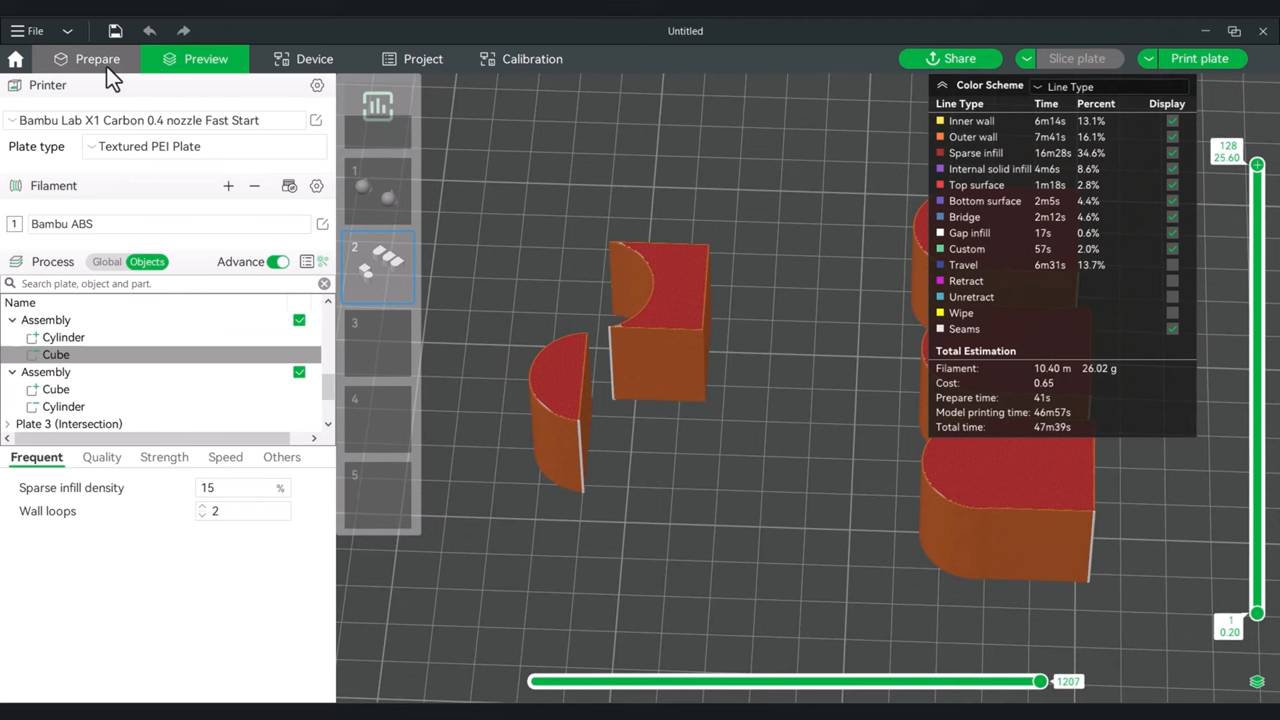 File
Untitled
Prepare
Preview
Device
Project
Calibration
Share
Slice plate
Print plate
Printer
Bambu Lab X1 Carbon 0.4 nozzle Fast Start
Plate type
Textured PEI Plate
Filament
1 Bambu ABS
Process Global Objects Advance
Search plate, object and part.
Name
Assembly
Cylinder
Cube
Assembly
Cube
Cylinder
Plate 3 (Intersection)
Frequent Quality Strength Speed Others
Sparse infill density 15 %
Wall loops 2
1
2
3
4
5
Color Scheme Line Type
Line Type Time Percent Display
Inner wall 6m14s 13.1%
Outer wall 7m41s 16.1%
Sparse infill 16m28s 34.6%
Internal solid infill 4m6s 8.6%
Top surface 1m18s 2.8%
Bottom surface 2m5s 4.4%
Bridge 2m12s 4.6%
Gap infill 17s 0.6%
Custom 57s 2.0%
Travel 6m31s 13.7%
Retract
Unretract
Wipe
Seams
Total Estimation
Filament: 10.40 m 26.02 g
Cost: 0.65
Prepare time: 41s
Model printing time: 46m57s
Total time: 47m39s
128
25.60
1
0.20
1207